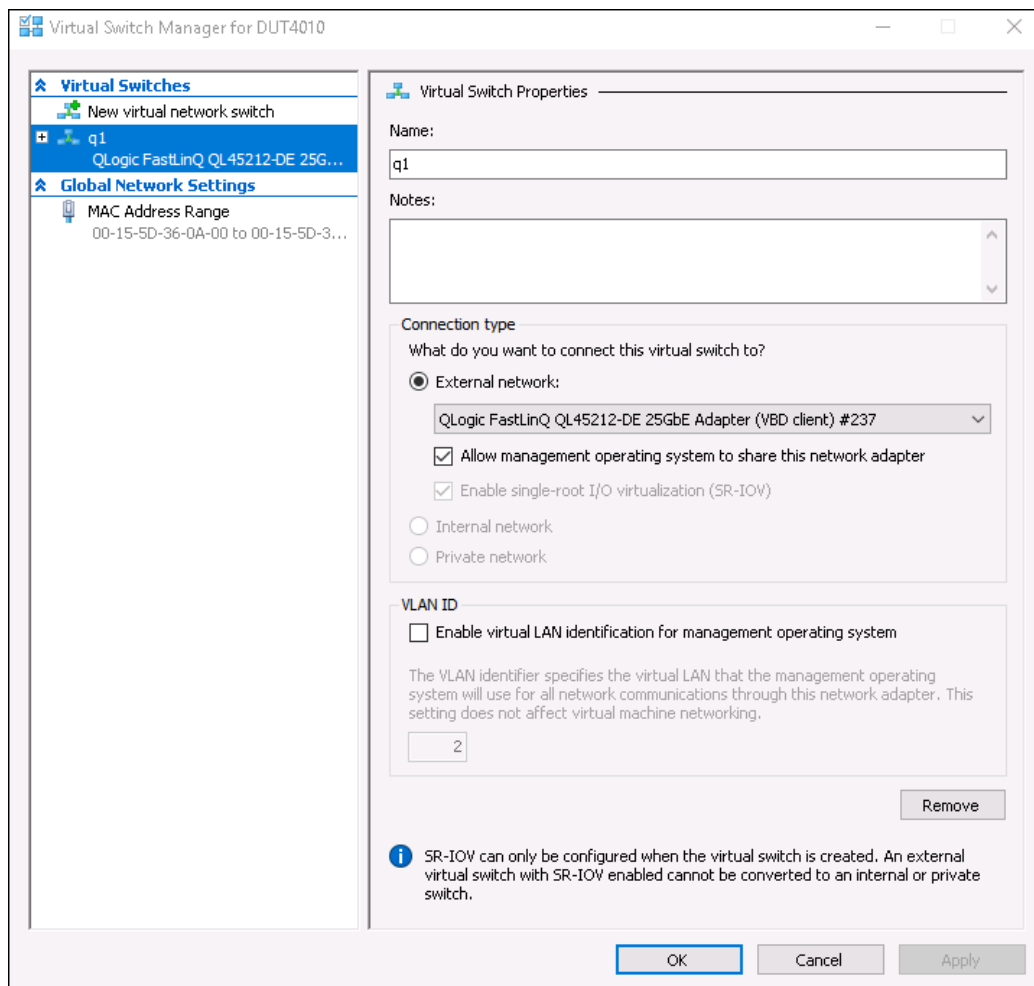 Virtual Switch Manager for DUT4010
Virtual Switches
New virtual network switch
q1
QLogic FastLinQ QL45212-DE 25G...
Global Network Settings
MAC Address Range
00-15-5D-36-0A-00 to 00-15-5D-3...
Virtual Switch Properties
Name:
q1
Notes:
Connection type
What do you want to connect this virtual switch to?
External network:
QLogic FastLinQ QL45212-DE 25GbE Adapter (VBD client) #237
Allow management operating system to share this network adapter
Enable single-root I/O virtualization (SR-IOV)
Internal network
Private network
VLAN ID
Enable virtual LAN identification for management operating system
The VLAN identifier specifies the virtual LAN that the management operating
system will use for all network communications through this network adapter. This
setting does not affect virtual machine networking.
2
Remove
SR-IOV can only be configured when the virtual switch is created. An external
virtual switch with SR-IOV enabled cannot be converted to an internal or private
switch.
OK
Cancel
Apply